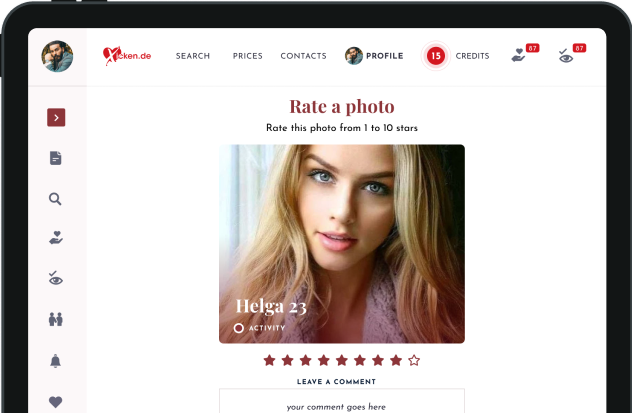 xicken.de SEARCH PRICES CONTACTS PROFILE 15 CREDITS 87 87
Rate a photo
Rate this photo from 1 to 10 stars
Helga 23
ACTIVITY
LEAVE A COMMENT
your comment goes here